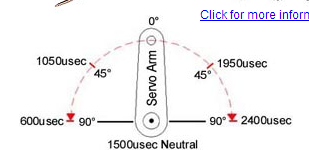 0°
Click for more inforn
1050usec
1950usec
45°
45°
Servo Arm
600usec
90°
90°
2400usec
1500usec Neutral